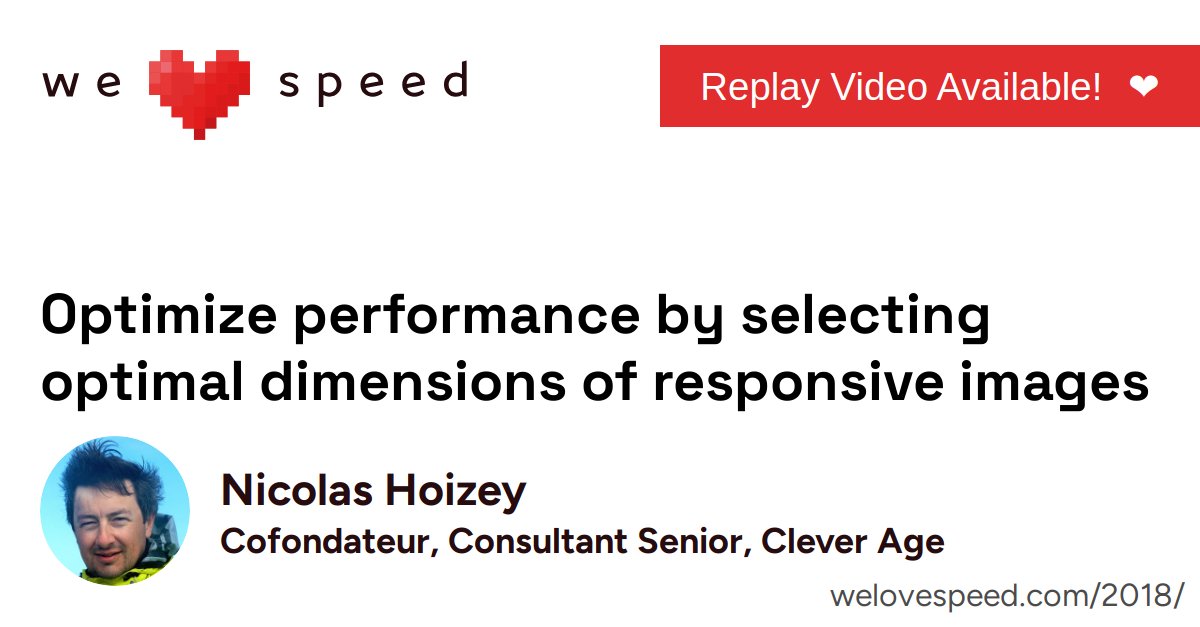 we speed
Replay Video Available! ❤
Optimize performance by selecting
optimal dimensions of responsive images
Nicolas Hoizey
Cofondateur, Consultant Senior, Clever Age
welovespeed.com/2018/